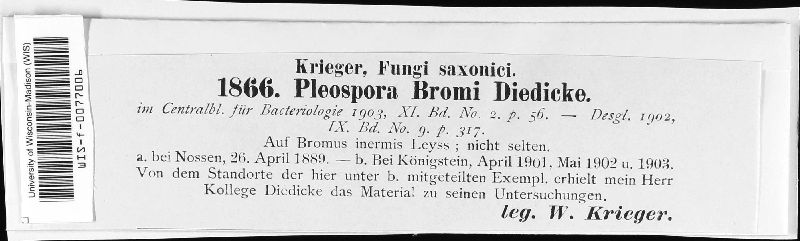 Krieger, Fungi saxonici.
1866. Pleospora Bromi Diedicke.
im Centralbl. für Bacteriologie 1903, XI. Bd. No. 2. p. 56. — Desgl. 1902,
IX. Bd. No. 9. p. 317.
Auf Bromus inermis Leyss; nicht selten.
a. bei Nossen, 26. April 1889. — b. Bei Königstein, April 1901, Mai 1902 u. 1903.
Von dem Standorte der hier unter b. mitgeteilten Exempl. erhielt mein Herr
Kollege Diedicke das Material zu seinen Untersuchungen.
leg. W. Krieger.
University of Wisconsin-Madison (WIS)
WIS-f-0077006